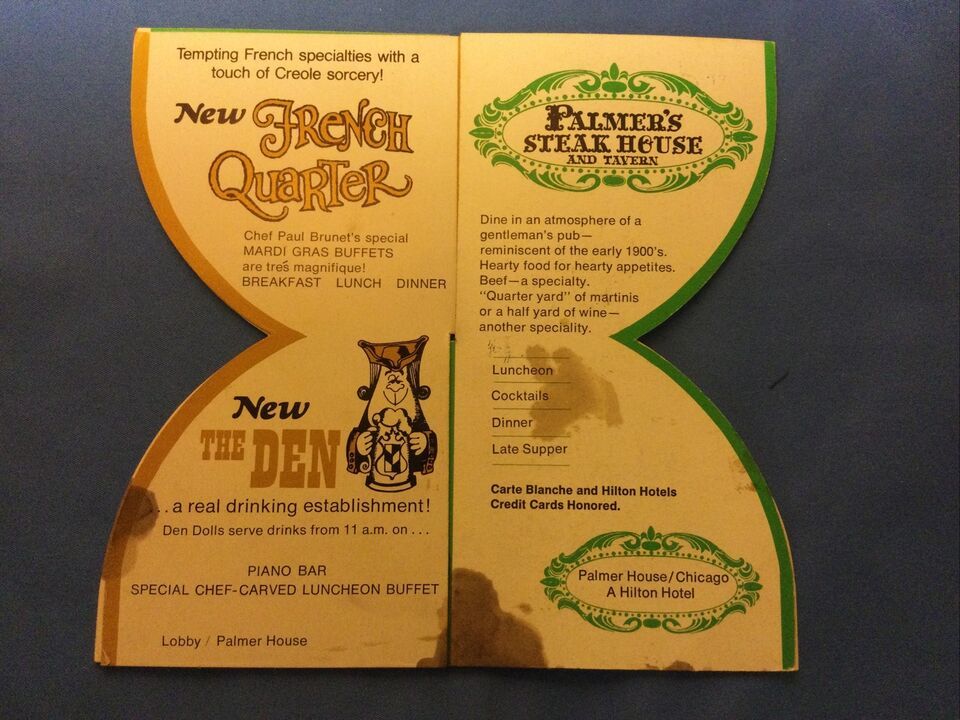 Tempting French specialties with a
touch of Creole sorcery!
New FRENCH
QUARTER
Chef Paul Brunet's special
MARDI GRAS BUFFETS
are treś magnifique!
BREAKFAST LUNCH DINNER
New
THE DEN
. . . a real drinking establishment!
Den Dolls serve drinks from 11 a.m. on . . .
PIANO BAR
SPECIAL CHEF-CARVED LUNCHEON BUFFET
Lobby / Palmer House
PALMER'S
STEAK HOUSE
AND TAVERN
Dine in an atmosphere of a
gentleman's pub—
reminiscent of the early 1900's.
Hearty food for hearty appetites.
Beef—a specialty.
"Quarter yard" of martinis
or a half yard of wine—
another speciality.
Luncheon
Cocktails
Dinner
Late Supper
Carte Blanche and Hilton Hotels
Credit Cards Honored.
Palmer House/Chicago
A Hilton Hotel